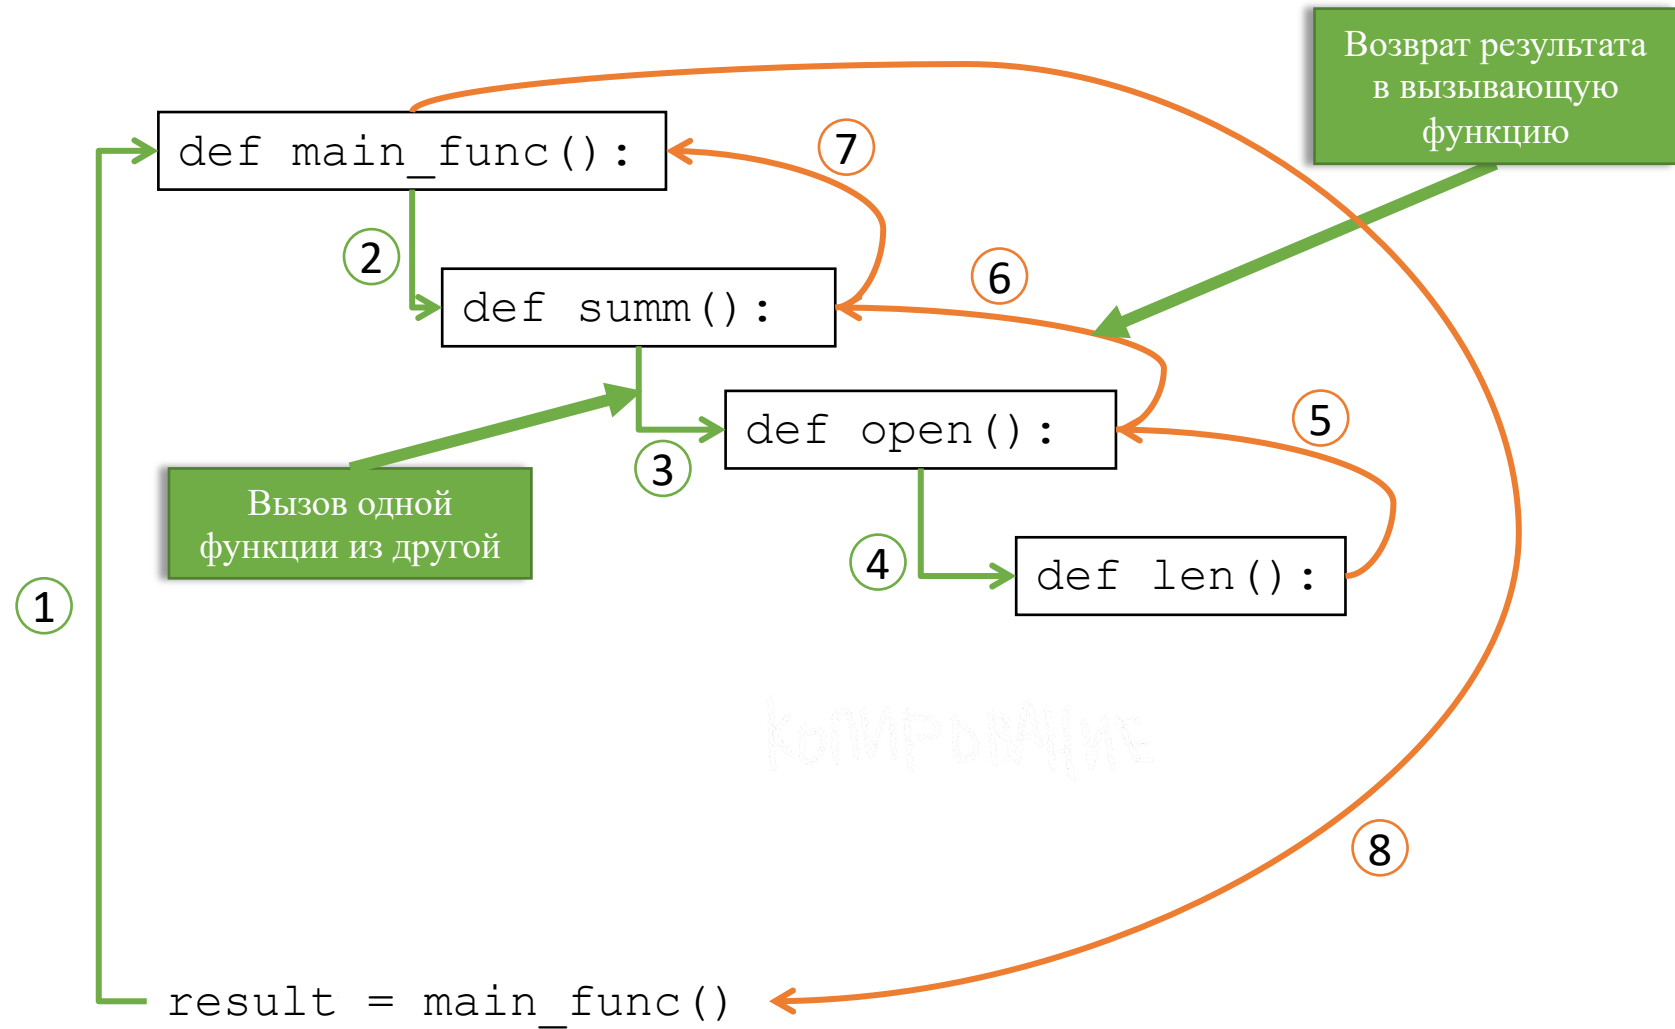 Возврат результата
в вызывающую
функцию
def main_func():
7
2
6
def summ():
5
def open():
3
Вызов одной
функции из другой
4
def len():
1
КОПИРОВАНИЕ
8
result = main_func()